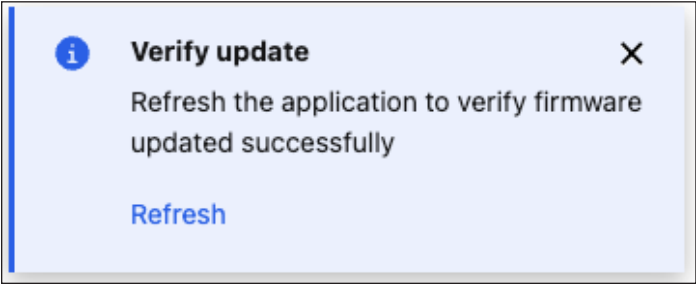 Verify update
Refresh the application to verify firmware
updated successfully
Refresh